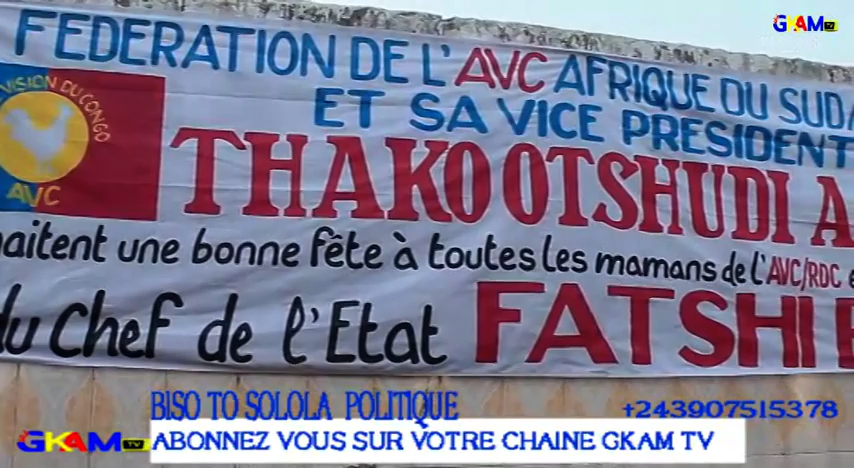 GKAM TV
FEDERATION DE L'AVC AFRIQUE DU SUD
ET SA VICE PRESIDENT
VISION DU CONGO
AVC
THAKO OTSHUDI A
haitent une bonne fête à toutes les mamans de l'AVC/RDC e
du Chef de l'Etat FATSHI
BISO TO SOLOLA POLITIQUE +243907515378
GKAM TV ABONNEZ VOUS SUR VOTRE CHAINE GKAM TV